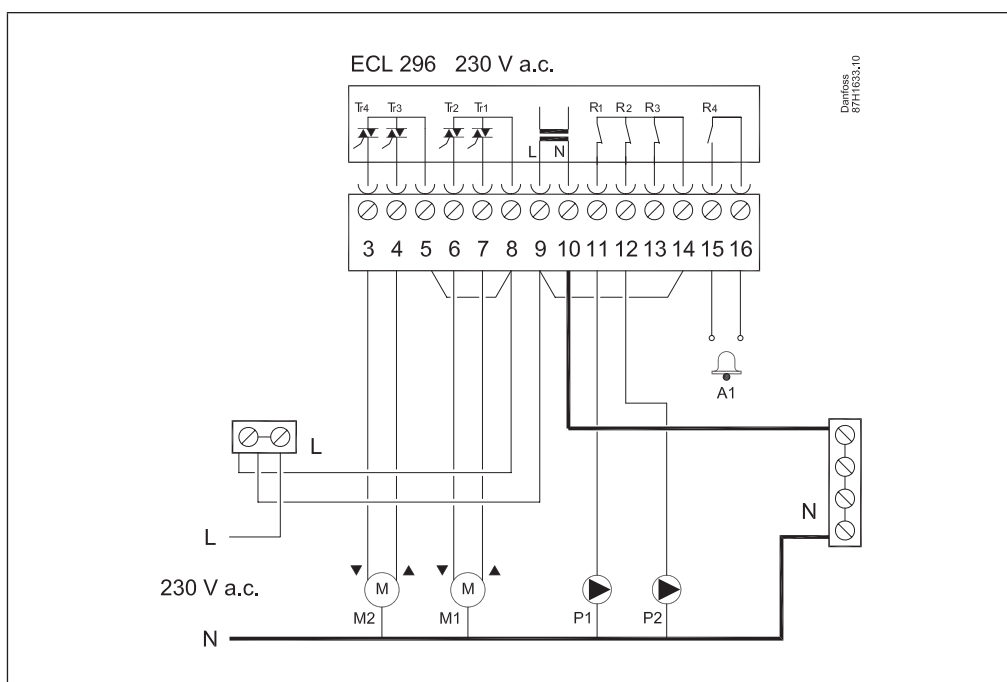 ECL 296 230 V a.c.
Danfoss
87H1633.10
Tr4 Tr3 Tr2 Tr1 R1 R2 R3 R4
L N
3 4 5 6 7 8 9 10 11 12 13 14 15 16
A1
L
N
L
230 V a.c.
M M
M2 M1 P1 P2
N